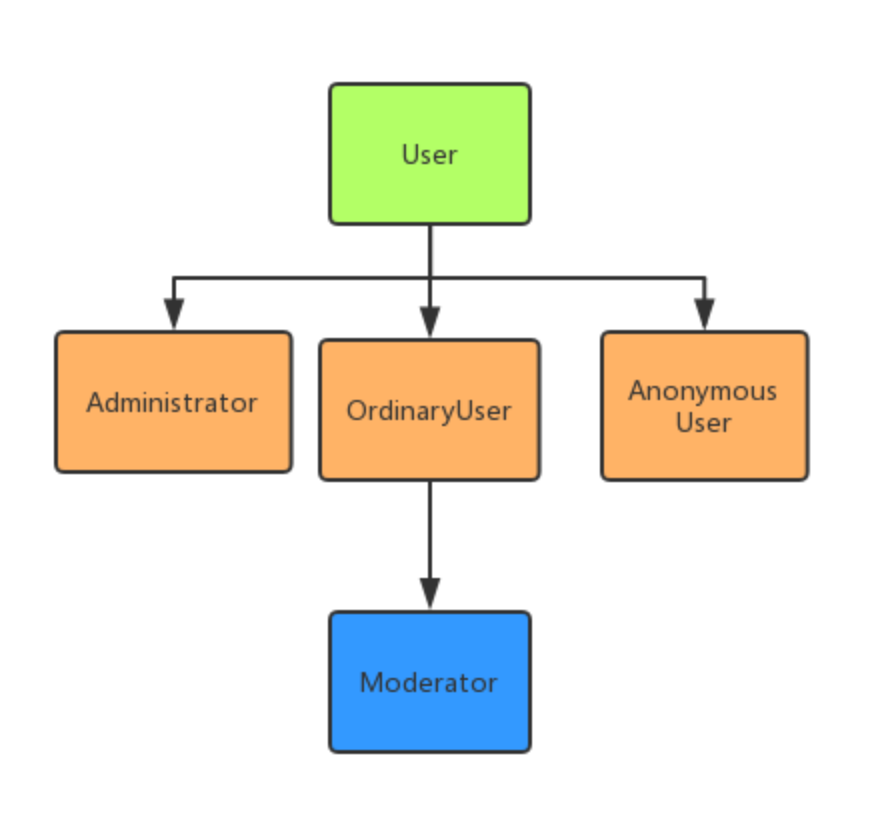 User
Administrator
OrdinaryUser
Anonymous
User
Moderator